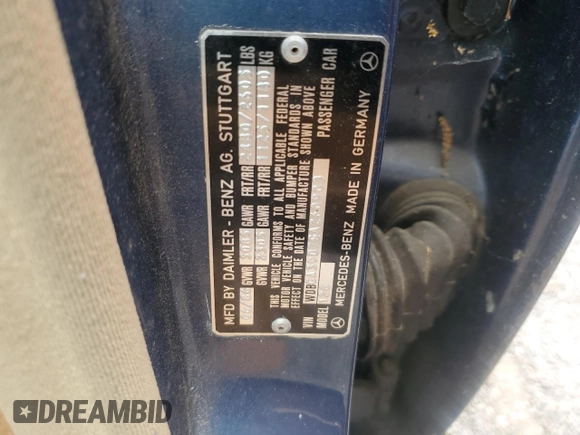 MFD BY DAIMLER - BENZ AG. STUTTGART
GVWR GAWR FRT/RR LBS
GVWR GAWR FRT/RR KG
THIS VEHICLE CONFORMS TO ALL APPLICABLE FEDERAL
MOTOR VEHICLE SAFETY AND BUMPER STANDARDS IN
EFFECT ON THE DATE OF MANUFACTURE SHOWN ABOVE
VIN PASSENGER CAR
MODEL
MERCEDES-BENZ MADE IN GERMANY
DREAMBID